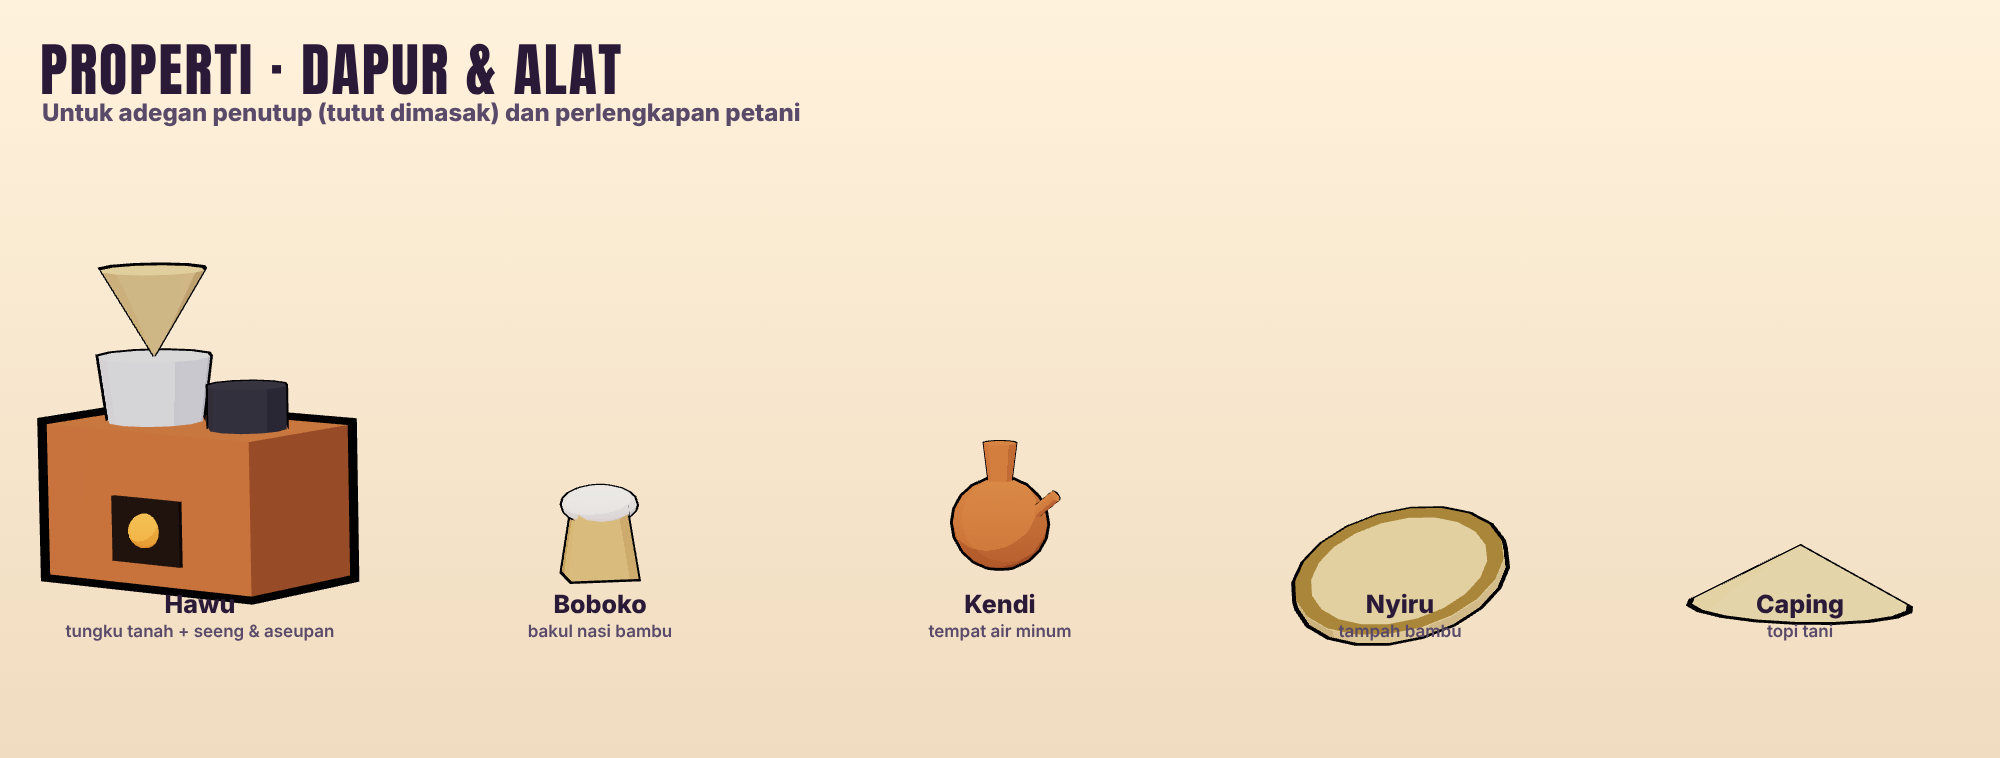 PROPERTI · DAPUR & ALAT
Untuk adegan penutup (tutut dimasak) dan perlengkapan petani
Hawu
tungku tanah + seeng & aseupan
Boboko
bakul nasi bambu
Kendi
tempat air minum
Nyiru
tampah bambu
Caping
topi tani